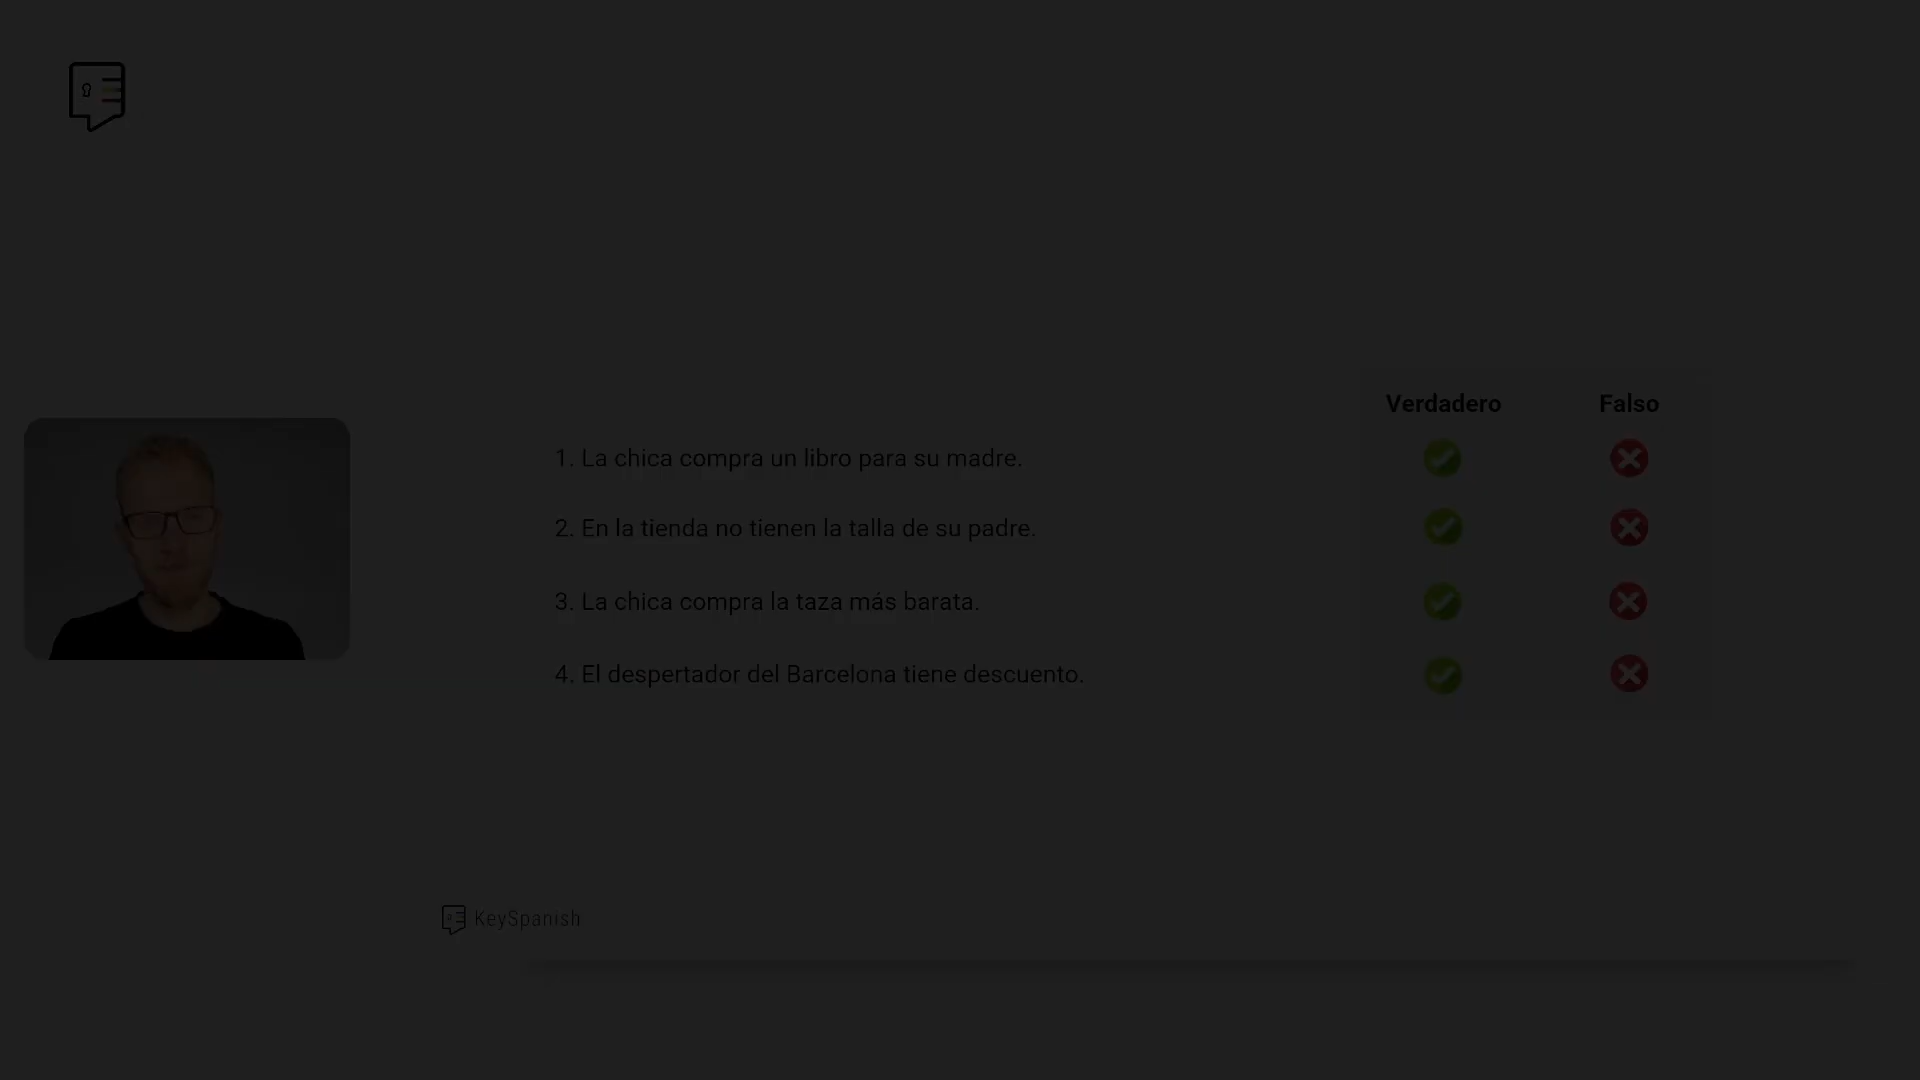 Verdadero Falso
1. La chica compra un libro para su madre.
2. En la tienda no tienen la talla de su padre.
3. La chica compra la taza más barata.
4. El despertador del Barcelona tiene descuento.
KeySpanish